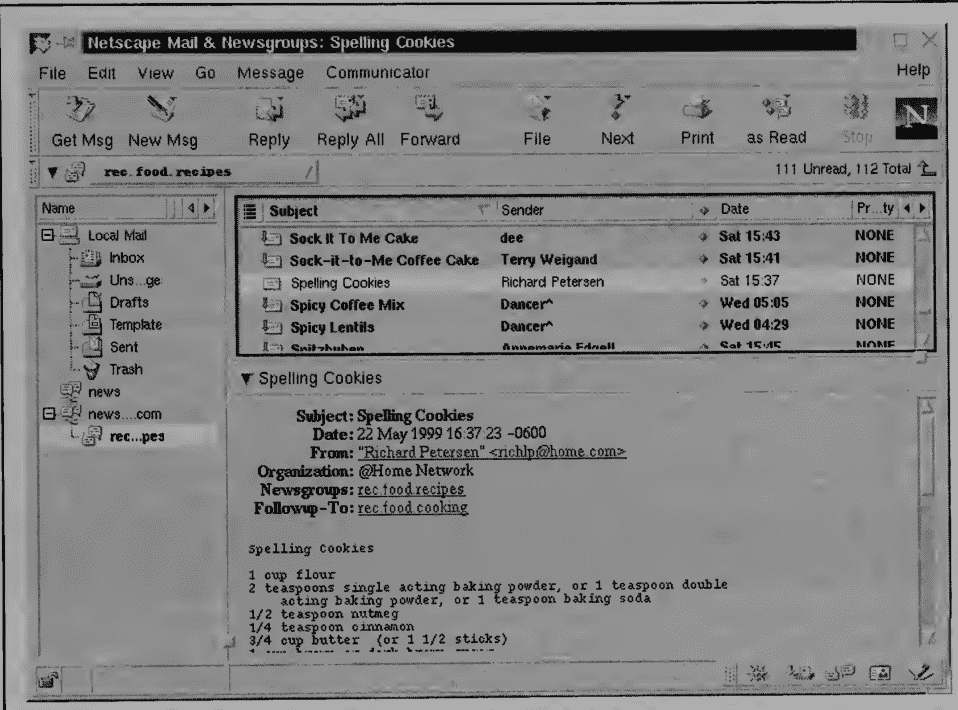 Netscape Mail & Newsgroups: Spelling Cookies
File Edit View Go Message Communicator Help
Get Msg New Msg Reply Reply All Forward File Next Print as Read Stop
N
rec.food.recipes 111 Unread, 112 Total
Name
Local Mail
Inbox
Uns...ge
Drafts
Template
Sent
Trash
news
news....com
rec...pes
Subject Sender Date Pr...ty
Sock It To Me Cake dee Sat 15:43 NONE
Sock-it-to-Me Coffee Cake Terry Weigand Sat 15:41 NONE
Spelling Cookies Richard Petersen Sat 15:37 NONE
Spicy Coffee Mix Dancer^ Wed 05:05 NONE
Spicy Lentils Dancer^ Wed 04:29 NONE
Spitzbuben Annemarie Edgell Sat 15:45 NONE
Spelling Cookies
Subject: Spelling Cookies
Date: 22 May 1999 16:37:23 -0600
From: "Richard Petersen" <richlp@home.com>
Organization: @Home Network
Newsgroups: rec.food.recipes
Followup-To: rec.food.cooking
Spelling Cookies
1 cup flour
2 teaspoons single acting baking powder, or 1 teaspoon double
acting baking powder, or 1 teaspoon baking soda
1/2 teaspoon nutmeg
1/4 teaspoon cinnamon
3/4 cup butter (or 1 1/2 sticks)